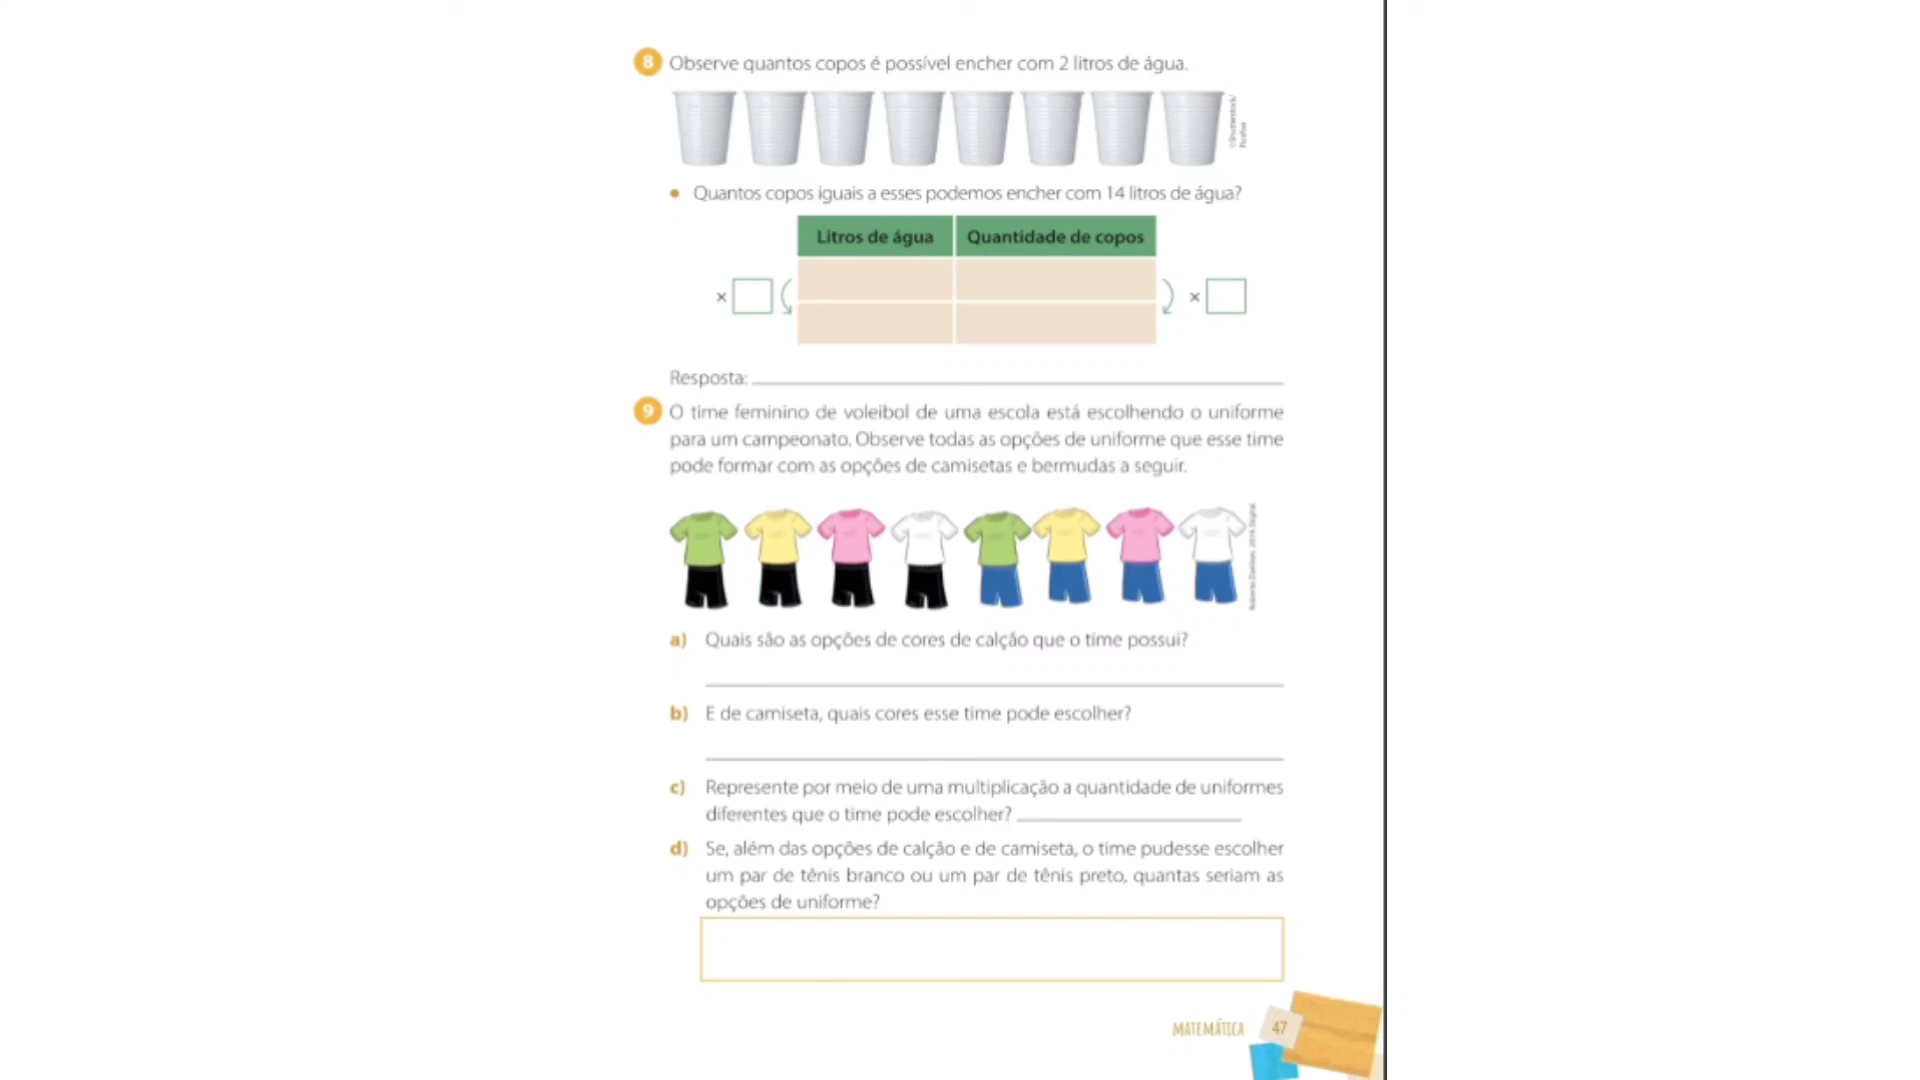 8 Observe quantos copos é possível encher com 2 litros de água.
©Shutterstock/
Picsfive
• Quantos copos iguais a esses podemos encher com 14 litros de água?
Litros de água Quantidade de copos
× ×
Resposta:
9 O time feminino de voleibol de uma escola está escolhendo o uniforme
para um campeonato. Observe todas as opções de uniforme que esse time
pode formar com as opções de camisetas e bermudas a seguir.
a) Quais são as opções de cores de calção que o time possui?
b) E de camiseta, quais cores esse time pode escolher?
c) Represente por meio de uma multiplicação a quantidade de uniformes
diferentes que o time pode escolher?
d) Se, além das opções de calção e de camiseta, o time pudesse escolher
um par de tênis branco ou um par de tênis preto, quantas seriam as
opções de uniforme?
MATEMÁTICA 47